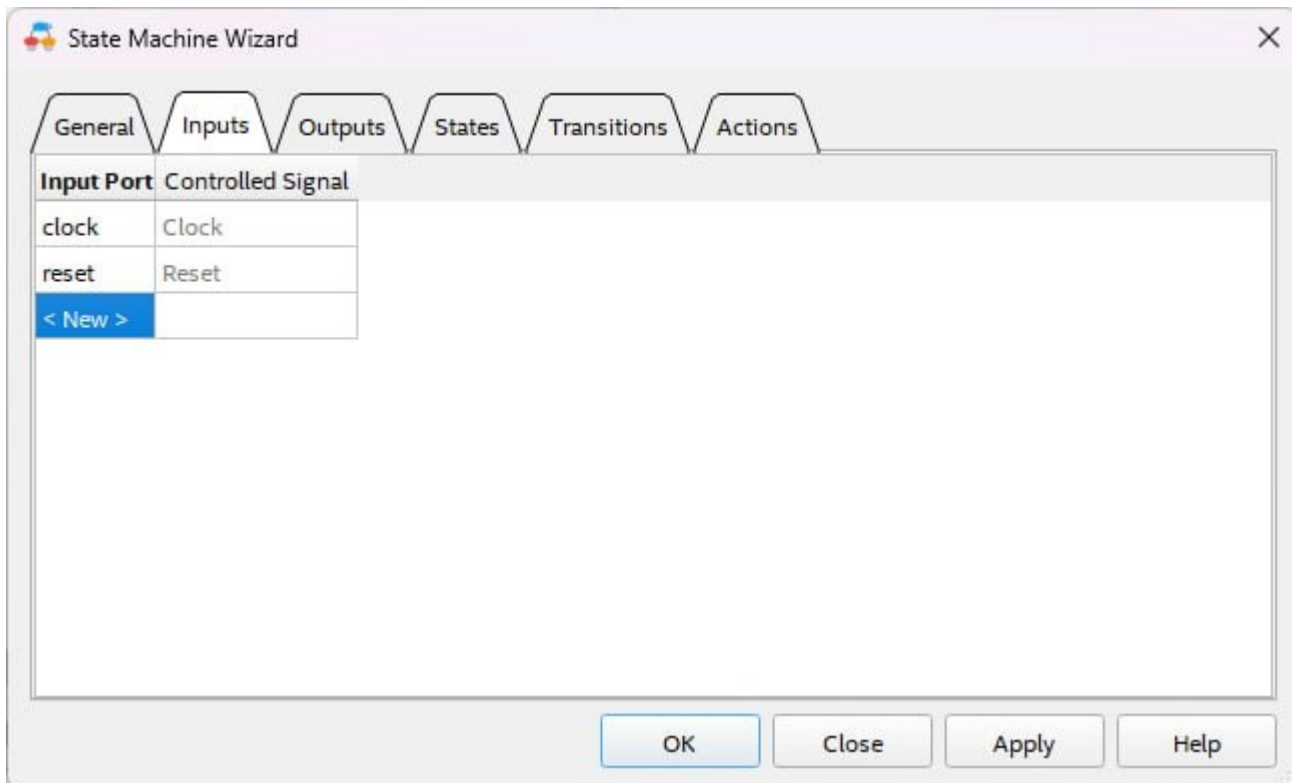 State Machine Wizard
General Inputs Outputs States Transitions Actions
Input Port Controlled Signal
clock Clock
reset Reset
< New >
OK Close Apply Help